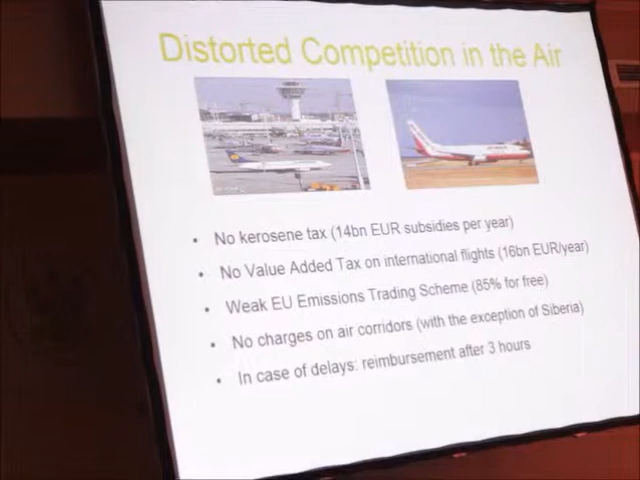 Distorted Competition in the Air
• No kerosene tax (14bn EUR subsidies per year)
• No Value Added Tax on international flights (16bn EUR/year)
• Weak EU Emissions Trading Scheme (85% for free)
• No charges on air corridors (with the exception of Siberia)
• In case of delays: reimbursement after 3 hours